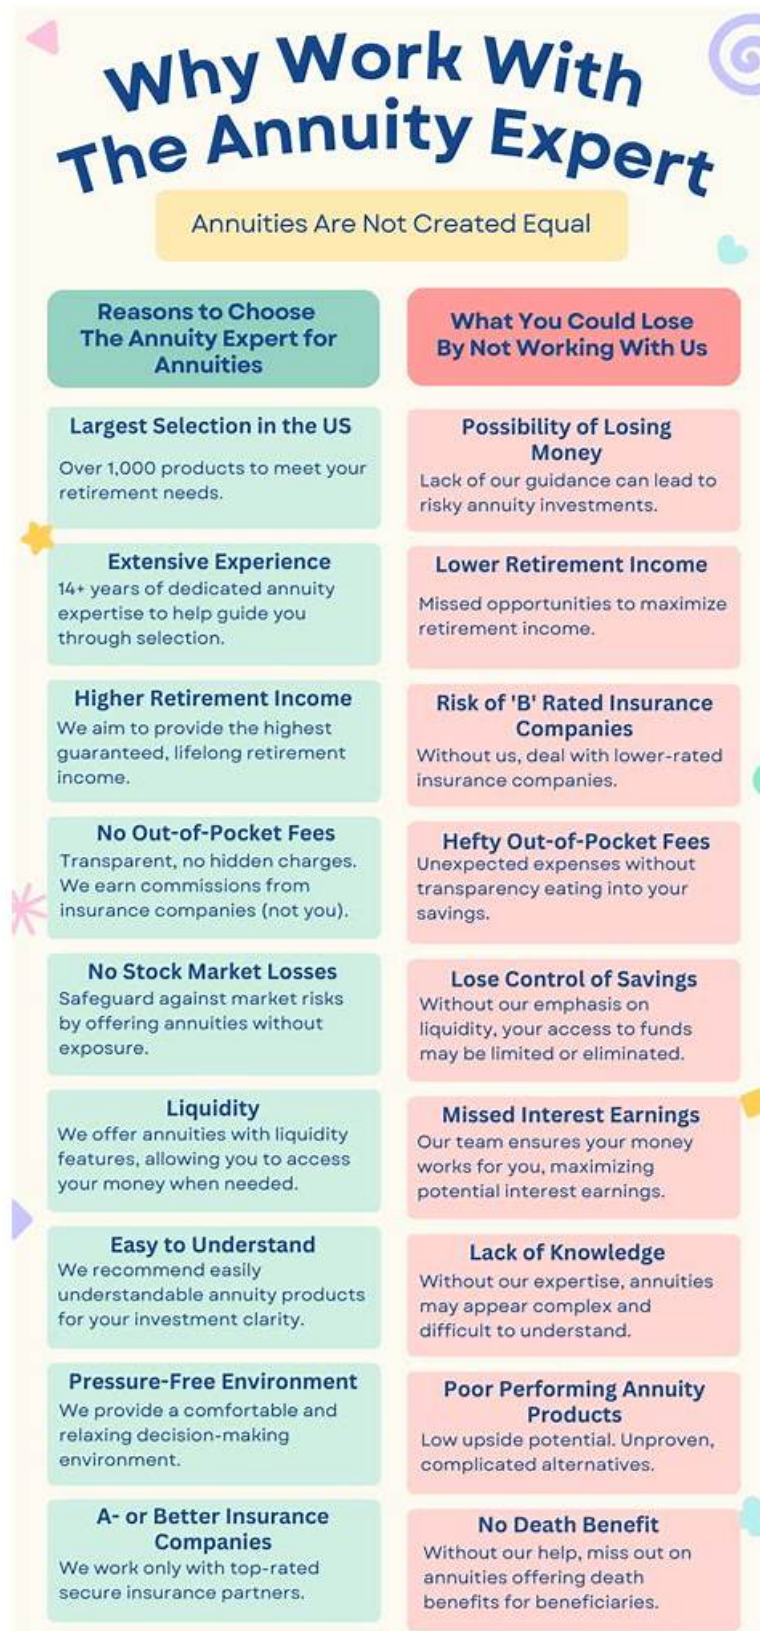 Why Work With
The Annuity Expert
Annuities Are Not Created Equal
Reasons to Choose
The Annuity Expert for
Annuities
Largest Selection in the US
Over 1,000 products to meet your
retirement needs.
Extensive Experience
14+ years of dedicated annuity
expertise to help guide you
through selection.
Higher Retirement Income
We aim to provide the highest
guaranteed, lifelong retirement
income.
No Out-of-Pocket Fees
Transparent, no hidden charges.
We earn commissions from
insurance companies (not you).
No Stock Market Losses
Safeguard against market risks
by offering annuities without
exposure.
Liquidity
We offer annuities with liquidity
features, allowing you to access
your money when needed.
Easy to Understand
We recommend easily
understandable annuity products
for your investment clarity.
Pressure-Free Environment
We provide a comfortable and
relaxing decision-making
environment.
A- or Better Insurance
Companies
We work only with top-rated
secure insurance partners.
What You Could Lose
By Not Working With Us
Possibility of Losing
Money
Lack of our guidance can lead to
risky annuity investments.
Lower Retirement Income
Missed opportunities to maximize
retirement income.
Risk of 'B' Rated Insurance
Companies
Without us, deal with lower-rated
insurance companies.
Hefty Out-of-Pocket Fees
Unexpected expenses without
transparency eating into your
savings.
Lose Control of Savings
Without our emphasis on
liquidity, your access to funds
may be limited or eliminated.
Missed Interest Earnings
Our team ensures your money
works for you, maximizing
potential interest earnings.
Lack of Knowledge
Without our expertise, annuities
may appear complex and
difficult to understand.
Poor Performing Annuity
Products
Low upside potential. Unproven,
complicated alternatives.
No Death Benefit
Without our help, miss out on
annuities offering death
benefits for beneficiaries.